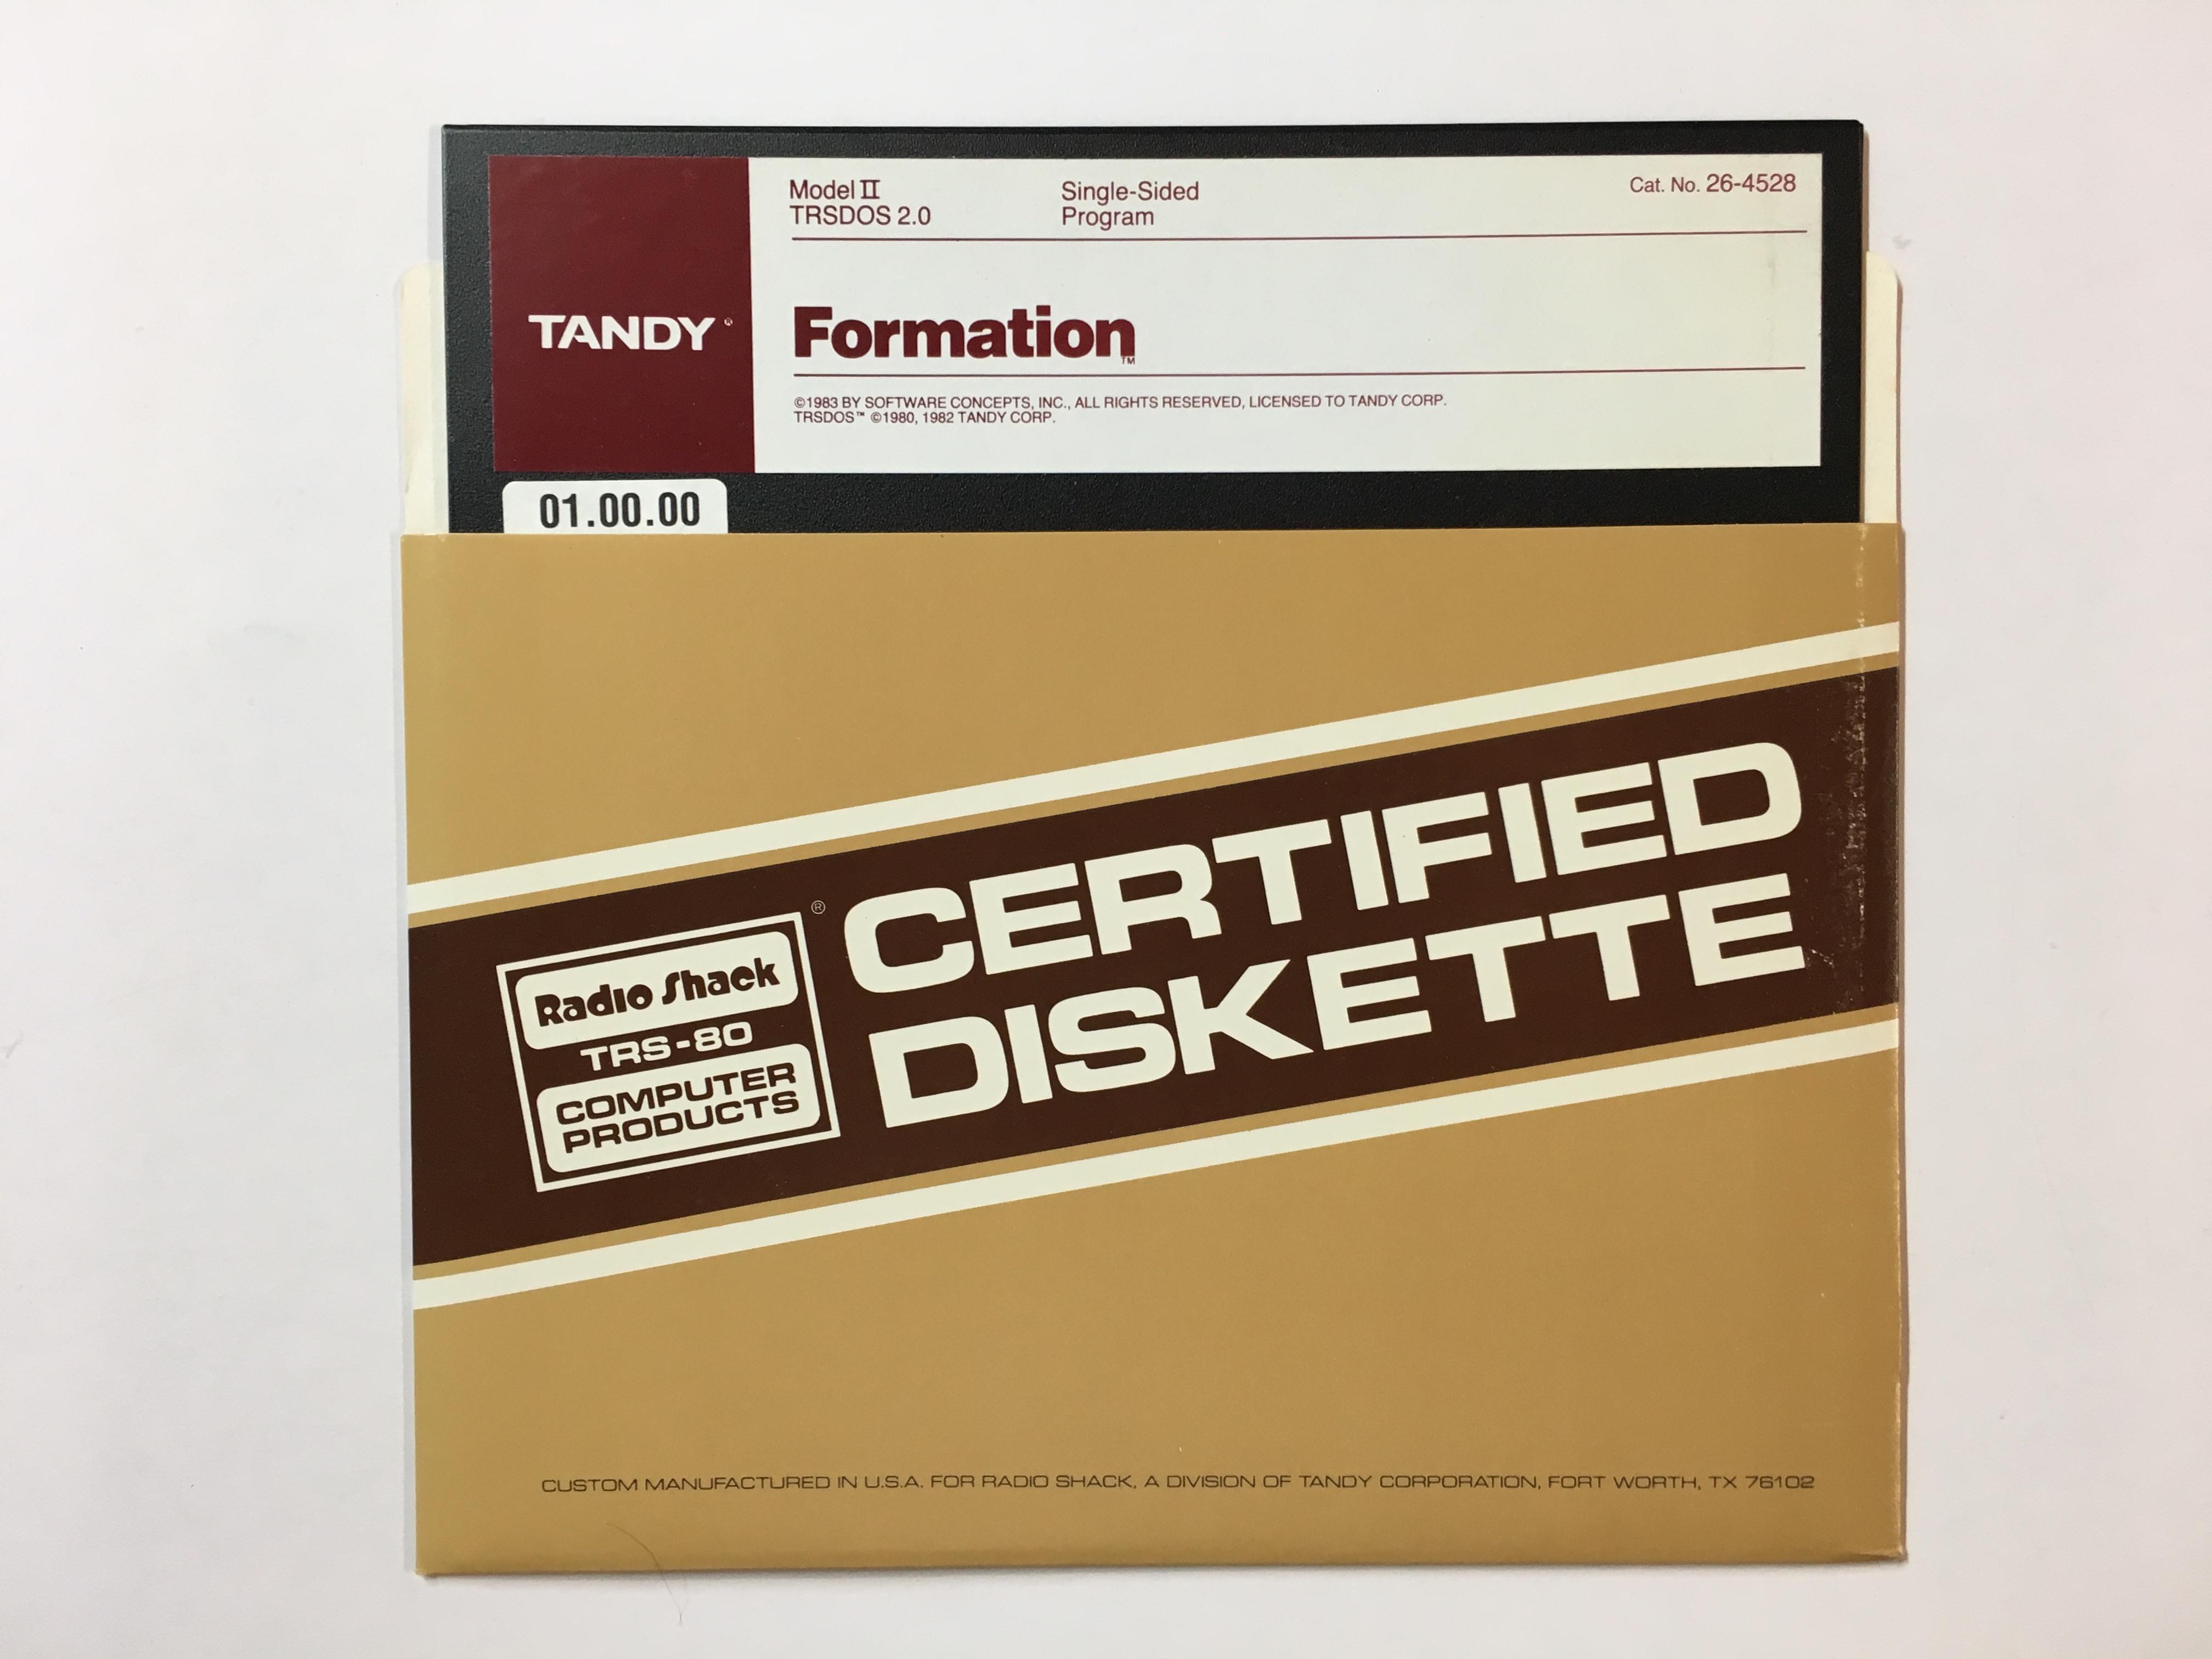 Model II
TRSDOS 2.0
Single-Sided
Program
Cat. No. 26-4528
TANDY®
Formation™
©1983 BY SOFTWARE CONCEPTS, INC., ALL RIGHTS RESERVED, LICENSED TO TANDY CORP.
TRSDOS™ ©1980, 1982 TANDY CORP.
01.00.00
Radio Shack
TRS-80
COMPUTER
PRODUCTS
®
CERTIFIED
DISKETTE
CUSTOM MANUFACTURED IN U.S.A. FOR RADIO SHACK, A DIVISION OF TANDY CORPORATION, FORT WORTH, TX 76102